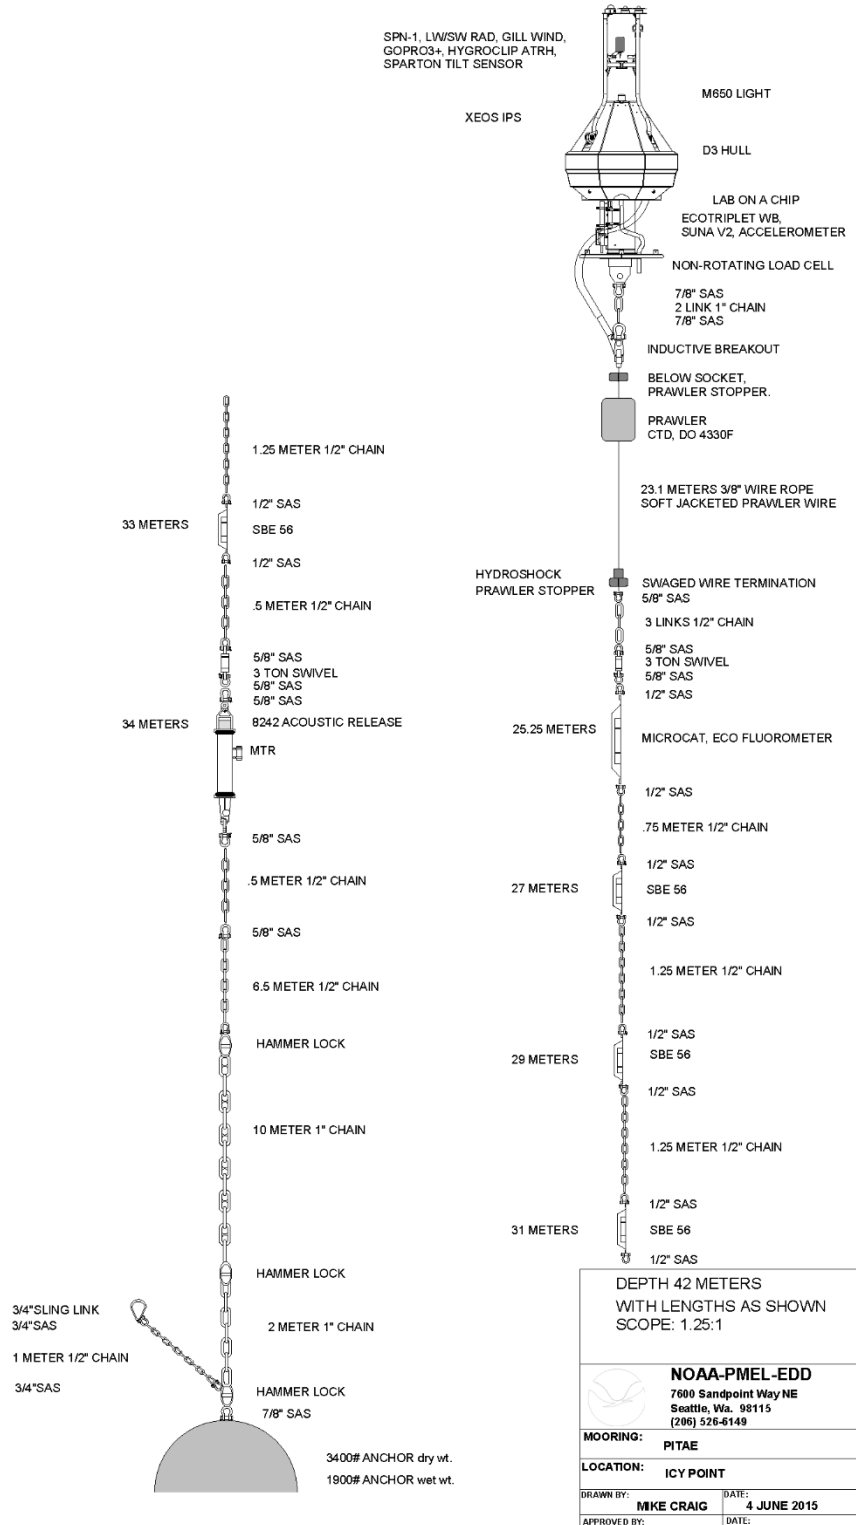 SPN-1, LW/SW RAD, GILL WIND,
GOPRO3+, HYGROCLIP ATRH,
SPARTON TILT SENSOR
M650 LIGHT
XEOS IPS
D3 HULL
LAB ON A CHIP
ECOTRIPLET WB,
SUNA V2, ACCELEROMETER
NON-ROTATING LOAD CELL
7/8" SAS
2 LINK 1" CHAIN
7/8" SAS
INDUCTIVE BREAKOUT
BELOW SOCKET,
PRAWLER STOPPER.
PRAWLER
CTD, DO 4330F
23.1 METERS 3/8" WIRE ROPE
SOFT JACKETED PRAWLER WIRE
HYDROSHOCK
PRAWLER STOPPER
SWAGED WIRE TERMINATION
5/8" SAS
3 LINKS 1/2" CHAIN
5/8" SAS
3 TON SWIVEL
5/8" SAS
1/2" SAS
25.25 METERS
MICROCAT, ECO FLUOROMETER
1/2" SAS
.75 METER 1/2" CHAIN
1/2" SAS
27 METERS
SBE 56
1/2" SAS
1.25 METER 1/2" CHAIN
1/2" SAS
29 METERS
SBE 56
1/2" SAS
1.25 METER 1/2" CHAIN
1/2" SAS
31 METERS
SBE 56
1/2" SAS
1.25 METER 1/2" CHAIN
1/2" SAS
33 METERS
SBE 56
1/2" SAS
.5 METER 1/2" CHAIN
5/8" SAS
3 TON SWIVEL
5/8" SAS
5/8" SAS
34 METERS
8242 ACOUSTIC RELEASE
MTR
5/8" SAS
.5 METER 1/2" CHAIN
5/8" SAS
6.5 METER 1/2" CHAIN
HAMMER LOCK
10 METER 1" CHAIN
HAMMER LOCK
3/4"SLING LINK
3/4"SAS
2 METER 1" CHAIN
1 METER 1/2" CHAIN
3/4"SAS
HAMMER LOCK
7/8" SAS
3400# ANCHOR dry wt.
1900# ANCHOR wet wt.
DEPTH 42 METERS
WITH LENGTHS AS SHOWN
SCOPE: 1.25:1
NOAA-PMEL-EDD
7600 Sandpoint Way NE
Seattle, Wa. 98115
(206) 526-6149
MOORING: PITAE
LOCATION: ICY POINT
DRAWN BY: MIKE CRAIG
DATE: 4 JUNE 2015
APPROVED BY:
DATE: